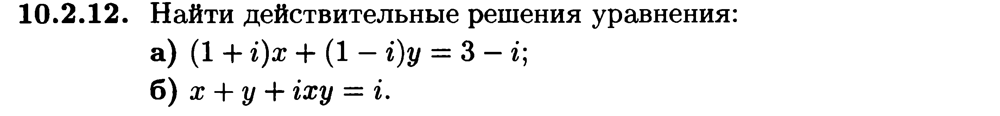 10.2.12. Найти действительные решения уравнения:
а) (1 + i)x + (1 − i)y = 3 − i;
б) x + y + ixy = i.